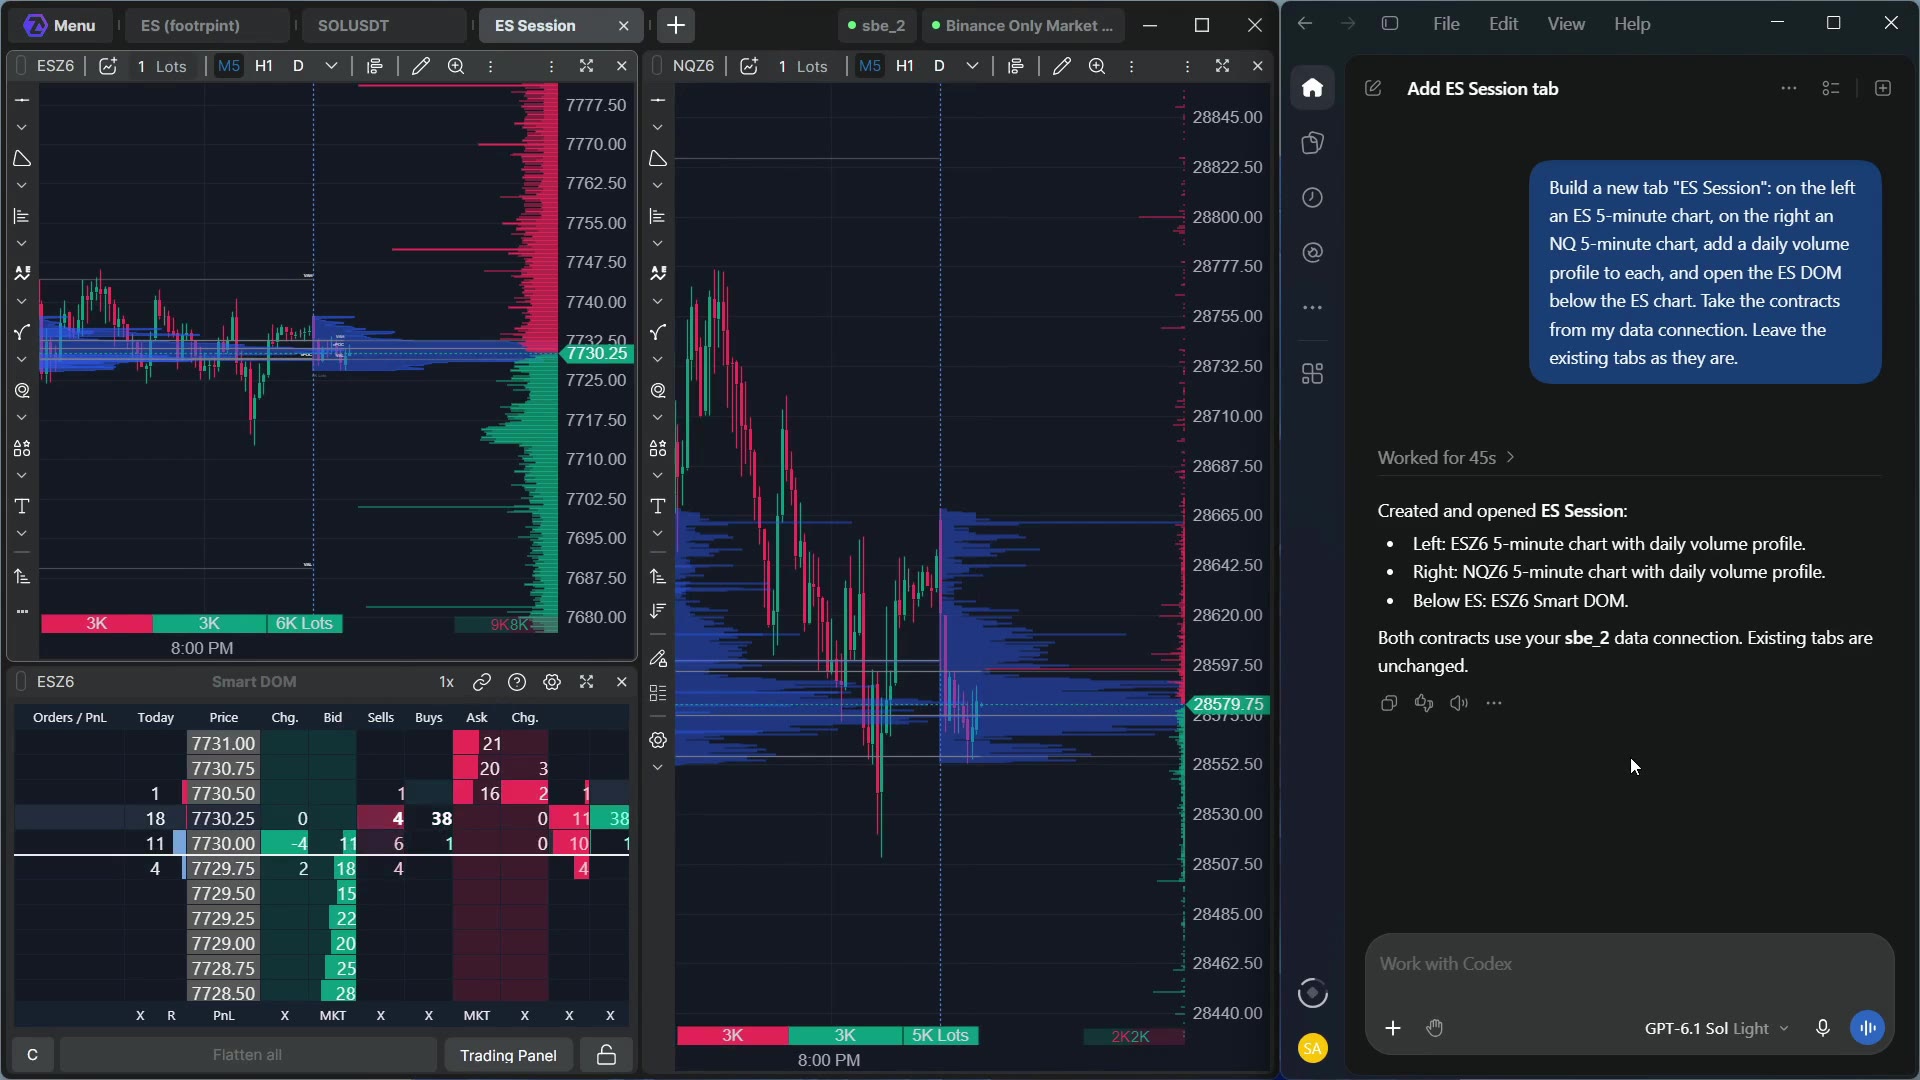 Menu
ES (footrpint)
SOLUSDT
ES Session
sbe_2
Binance Only Market ...
ESZ6
1 Lots
M5 H1 D
7777.50
7770.00
7762.50
7755.00
7747.50
7740.00
7732.50
7730.25
7725.00
7717.50
7710.00
7702.50
7695.00
7687.50
7680.00
3K 3K 6K Lots
9K8K
8:00 PM
ESZ6
Smart DOM
1x
Orders / PnL Today Price Chg. Bid Sells Buys Ask Chg.
7731.00 21
7730.75 20 3
1 7730.50 1 16 2 1
18 7730.25 0 4 38 0 11 38
11 7730.00 -4 11 6 1 0 10 1
4 7729.75 2 18 4 4
7729.50 15
7729.25 22
7729.00 20
7728.75 25
7728.50 28
X R PnL X MKT X X MKT X X X
C
Flatten all
Trading Panel
NQZ6
1 Lots
M5 H1 D
28845.00
28822.50
28800.00
28777.50
28755.00
28732.50
28710.00
28687.50
28665.00
28642.50
28620.00
28597.50
28579.75
28575.00
28552.50
28530.00
28507.50
28485.00
28462.50
28440.00
3K 3K 5K Lots
2K2K
8:00 PM
File Edit View Help
Add ES Session tab
Build a new tab "ES Session": on the left
an ES 5-minute chart, on the right an
NQ 5-minute chart, add a daily volume
profile to each, and open the ES DOM
below the ES chart. Take the contracts
from my data connection. Leave the
existing tabs as they are.
Worked for 45s
Created and opened ES Session:
• Left: ESZ6 5-minute chart with daily volume profile.
• Right: NQZ6 5-minute chart with daily volume profile.
• Below ES: ESZ6 Smart DOM.
Both contracts use your sbe_2 data connection. Existing tabs are
unchanged.
Work with Codex
GPT-6.1 Sol Light
SA